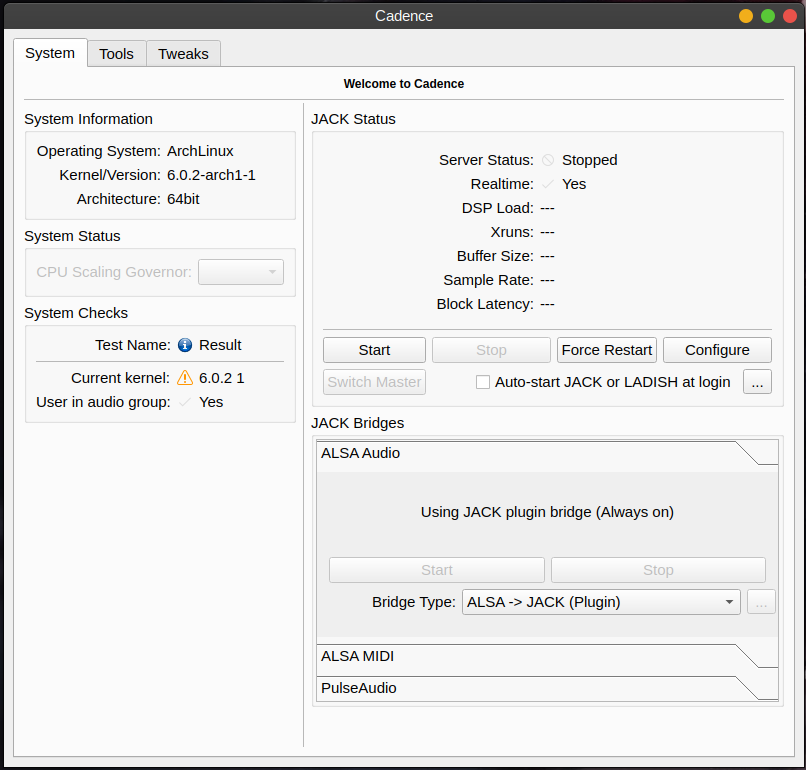 Cadence
System
Tools
Tweaks
Welcome to Cadence
System Information
Operating System: ArchLinux
Kernel/Version: 6.0.2-arch1-1
Architecture: 64bit
System Status
CPU Scaling Governor:
System Checks
Test Name: Result
Current kernel: 6.0.2 1
User in audio group: Yes
JACK Status
Server Status: Stopped
Realtime: Yes
DSP Load: ---
Xruns: ---
Buffer Size: ---
Sample Rate: ---
Block Latency: ---
Start Stop Force Restart Configure
Switch Master Auto-start JACK or LADISH at login ...
JACK Bridges
ALSA Audio
Using JACK plugin bridge (Always on)
Start Stop
Bridge Type: ALSA -> JACK (Plugin) ...
ALSA MIDI
PulseAudio